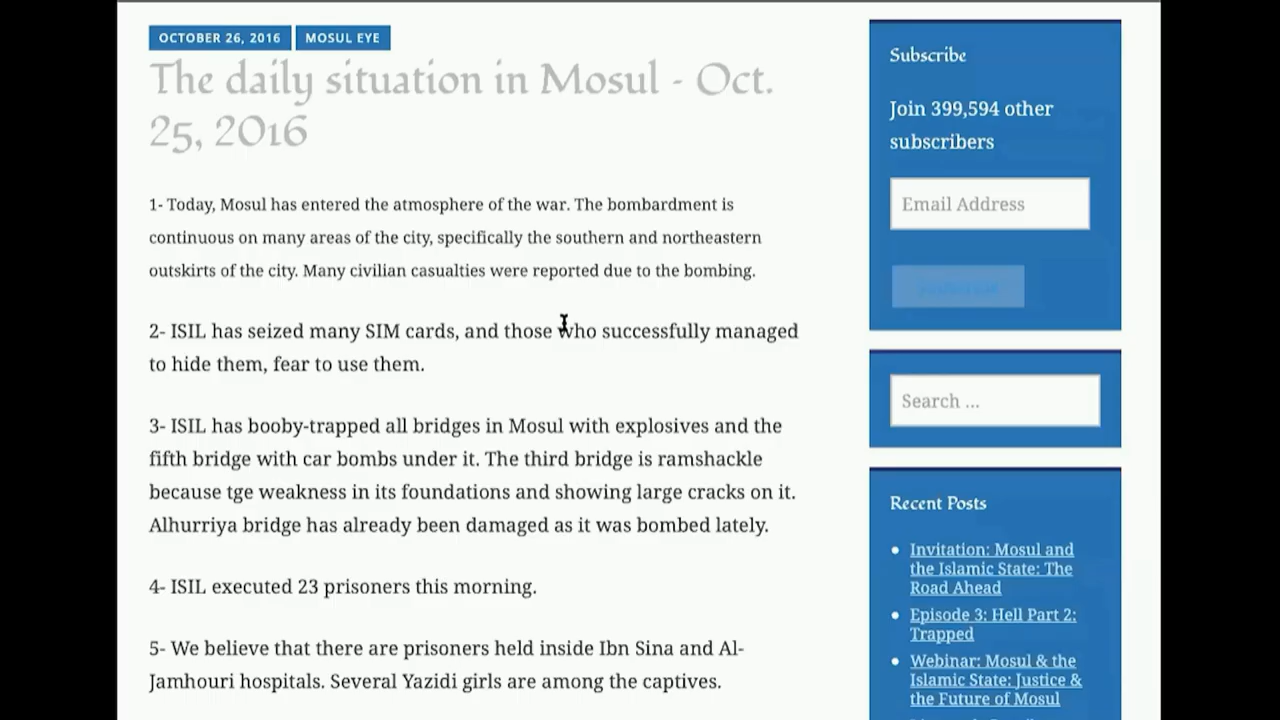 OCTOBER 26, 2016 MOSUL EYE
The daily situation in Mosul - Oct.
25, 2016
1- Today, Mosul has entered the atmosphere of the war. The bombardment is
continuous on many areas of the city, specifically the southern and northeastern
outskirts of the city. Many civilian casualties were reported due to the bombing.
2- ISIL has seized many SIM cards, and those who successfully managed
to hide them, fear to use them.
3- ISIL has booby-trapped all bridges in Mosul with explosives and the
fifth bridge with car bombs under it. The third bridge is ramshackle
because tge weakness in its foundations and showing large cracks on it.
Alhurriya bridge has already been damaged as it was bombed lately.
4- ISIL executed 23 prisoners this morning.
5- We believe that there are prisoners held inside Ibn Sina and Al-
Jamhouri hospitals. Several Yazidi girls are among the captives.
Subscribe
Join 399,594 other
subscribers
Email Address
Search ...
Recent Posts
Invitation: Mosul and
the Islamic State: The
Road Ahead
Episode 3: Hell Part 2:
Trapped
Webinar: Mosul & the
Islamic State: Justice &
the Future of Mosul